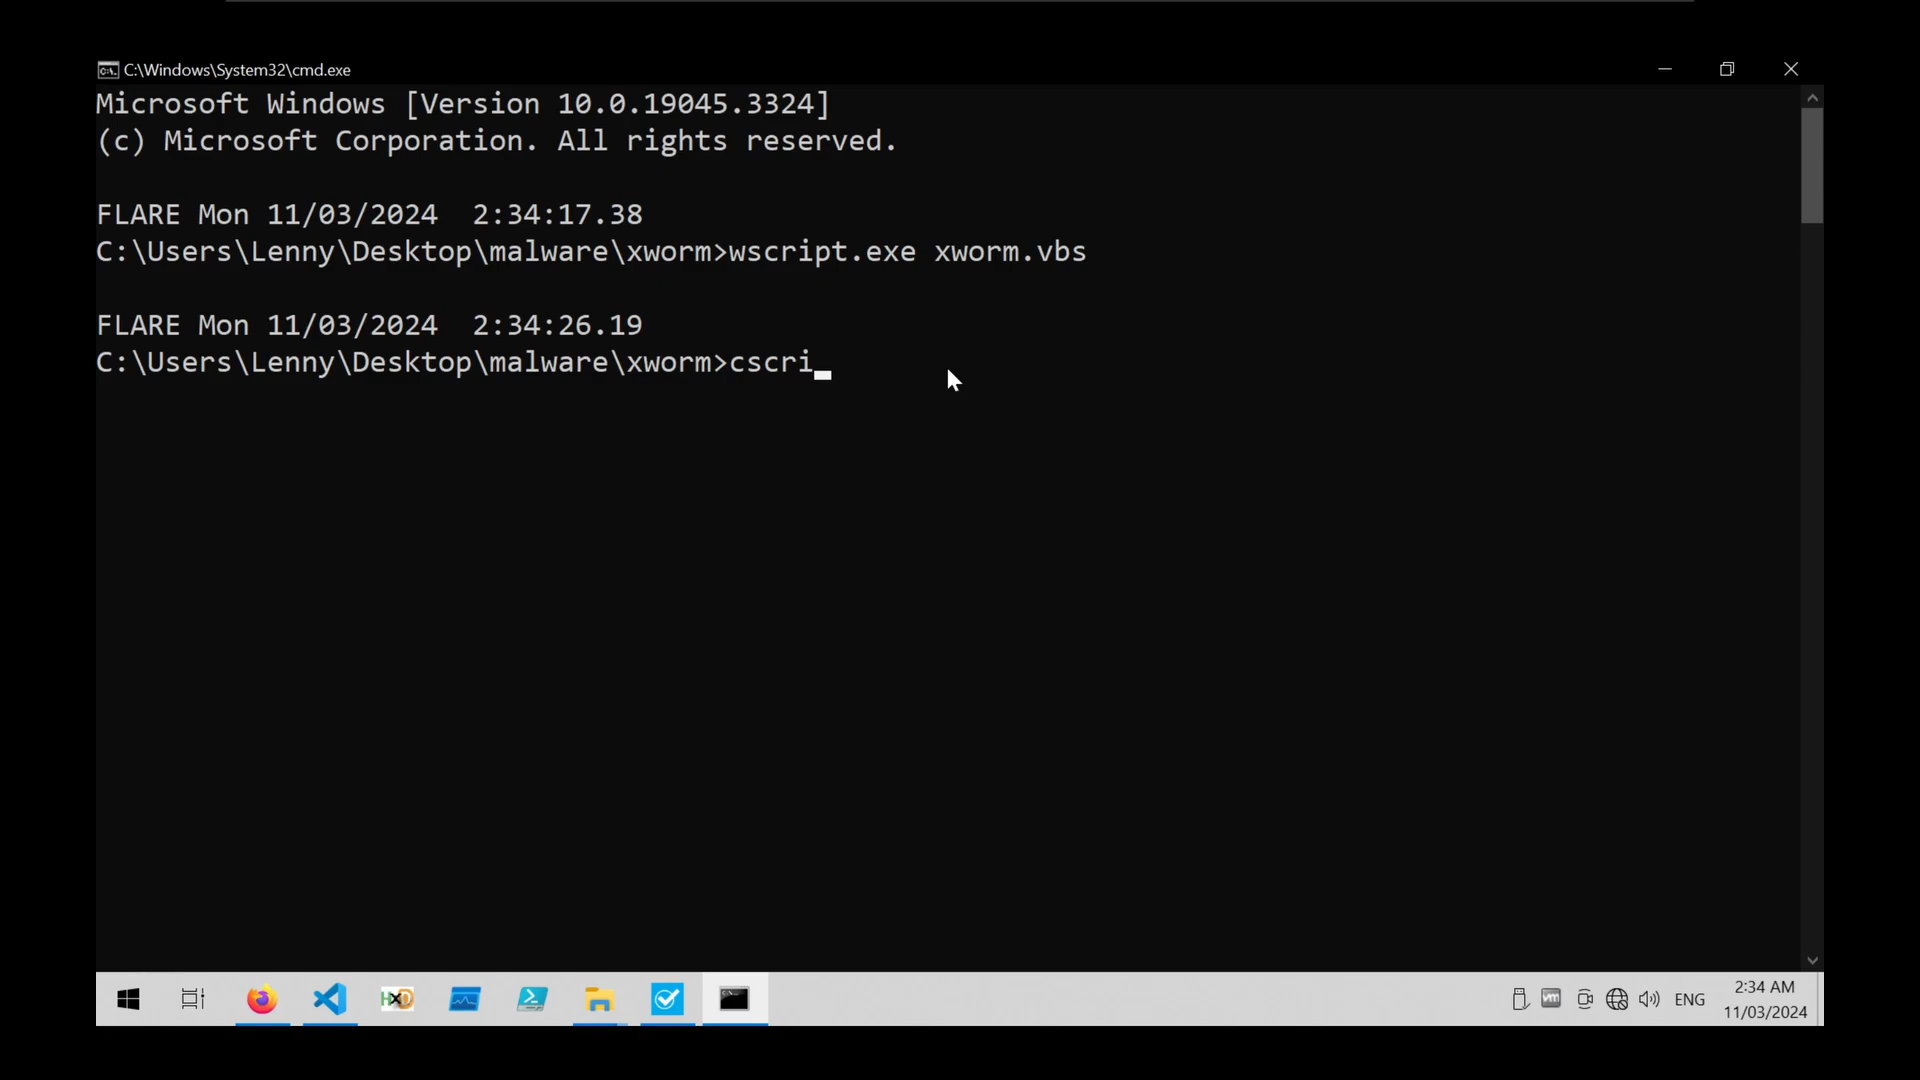 C:\Windows\System32\cmd.exe
Microsoft Windows [Version 10.0.19045.3324]
(c) Microsoft Corporation. All rights reserved.
FLARE Mon 11/03/2024  2:34:17.38
C:\Users\Lenny\Desktop\malware\xworm>wscript.exe xworm.vbs
FLARE Mon 11/03/2024  2:34:26.19
C:\Users\Lenny\Desktop\malware\xworm>cscri
HXD
vm
ENG
2:34 AM
11/03/2024